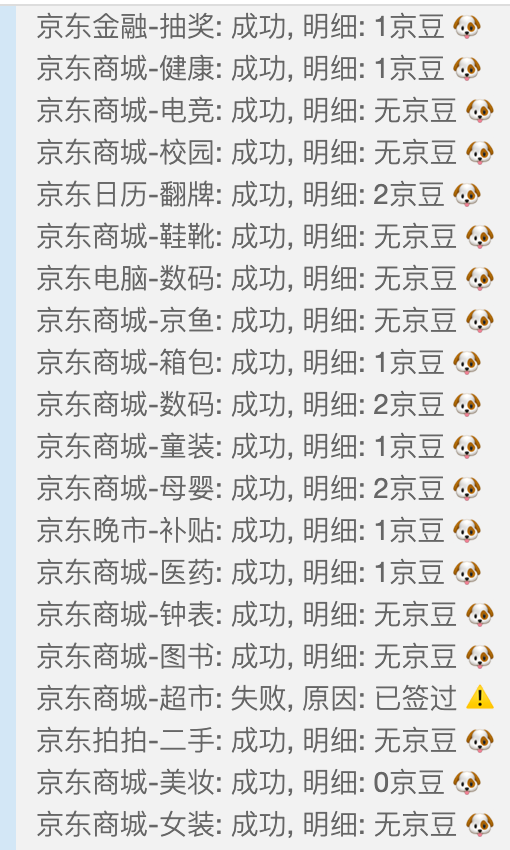 京东金融-抽奖: 成功, 明细: 1京豆 🐶
京东商城-健康: 成功, 明细: 1京豆 🐶
京东商城-电竞: 成功, 明细: 无京豆 🐶
京东商城-校园: 成功, 明细: 无京豆 🐶
京东日历-翻牌: 成功, 明细: 2京豆 🐶
京东商城-鞋靴: 成功, 明细: 无京豆 🐶
京东电脑-数码: 成功, 明细: 无京豆 🐶
京东商城-京鱼: 成功, 明细: 无京豆 🐶
京东商城-箱包: 成功, 明细: 1京豆 🐶
京东商城-数码: 成功, 明细: 2京豆 🐶
京东商城-童装: 成功, 明细: 1京豆 🐶
京东商城-母婴: 成功, 明细: 2京豆 🐶
京东晚市-补贴: 成功, 明细: 1京豆 🐶
京东商城-医药: 成功, 明细: 1京豆 🐶
京东商城-钟表: 成功, 明细: 无京豆 🐶
京东商城-图书: 成功, 明细: 无京豆 🐶
京东商城-超市: 失败, 原因: 已签过 ⚠️
京东拍拍-二手: 成功, 明细: 无京豆 🐶
京东商城-美妆: 成功, 明细: 0京豆 🐶
京东商城-女装: 成功, 明细: 无京豆 🐶